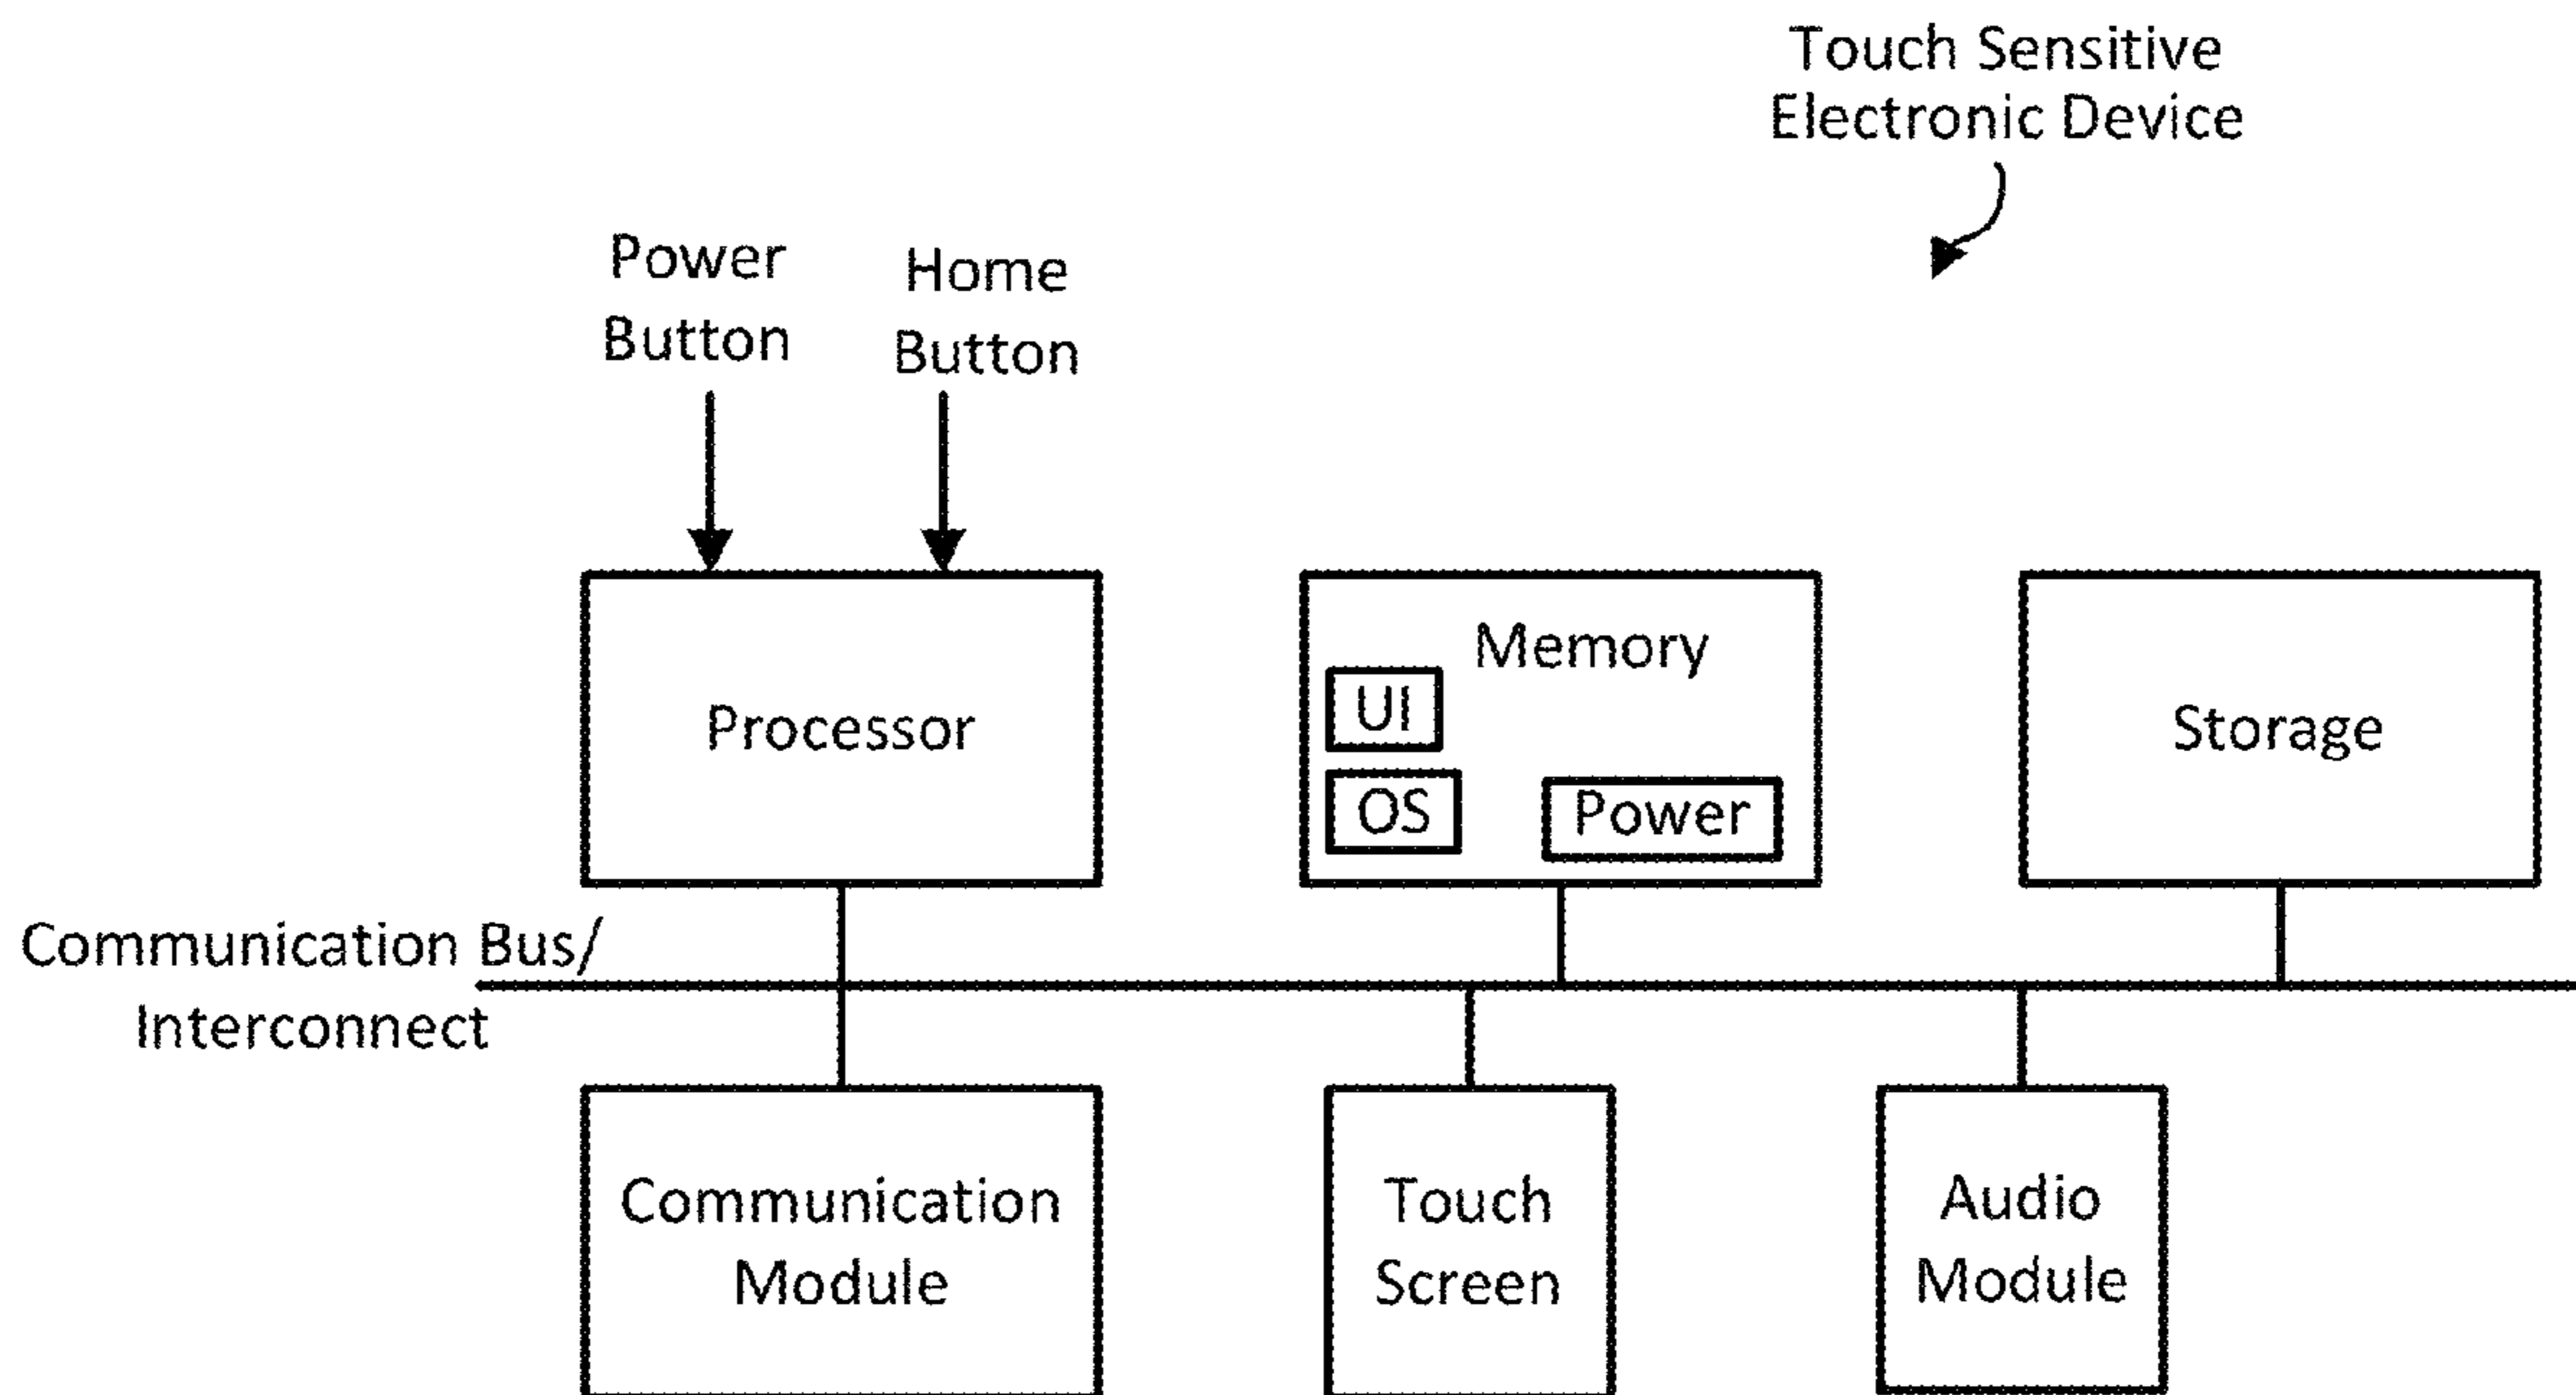 Touch Sensitive
Electronic Device
Power
Button
Home
Button
Processor
Memory
UI
OS
Power
Storage
Communication Bus/
Interconnect
Communication
Module
Touch
Screen
Audio
Module